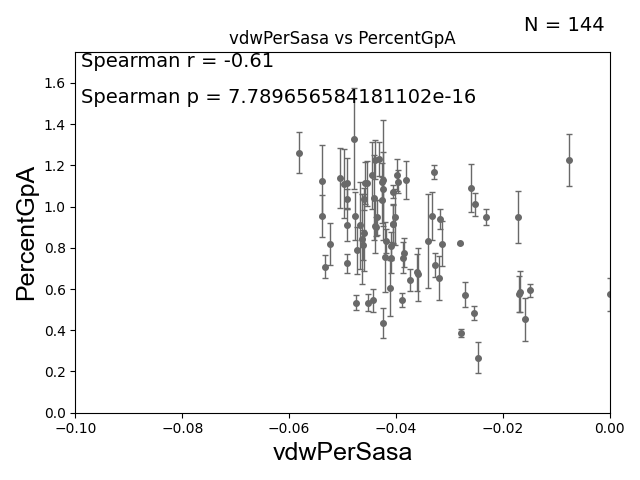 N = 144
vdwPerSasa vs PercentGpA
Spearman r = -0.61
Spearman p = 7.789656584181102e-16
PercentGpA
1.6
1.4
1.2
1.0
0.8
0.6
0.4
0.2
0.0
−0.10 −0.08 −0.06 −0.04 −0.02 0.00
vdwPerSasa